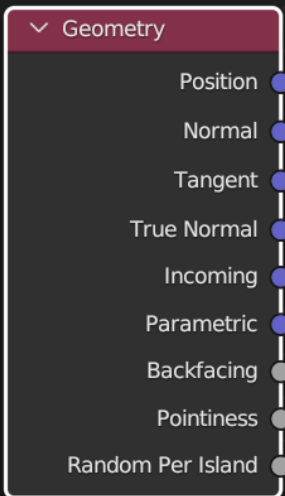 Geometry
Position
Normal
Tangent
True Normal
Incoming
Parametric
Backfacing
Pointiness
Random Per Island